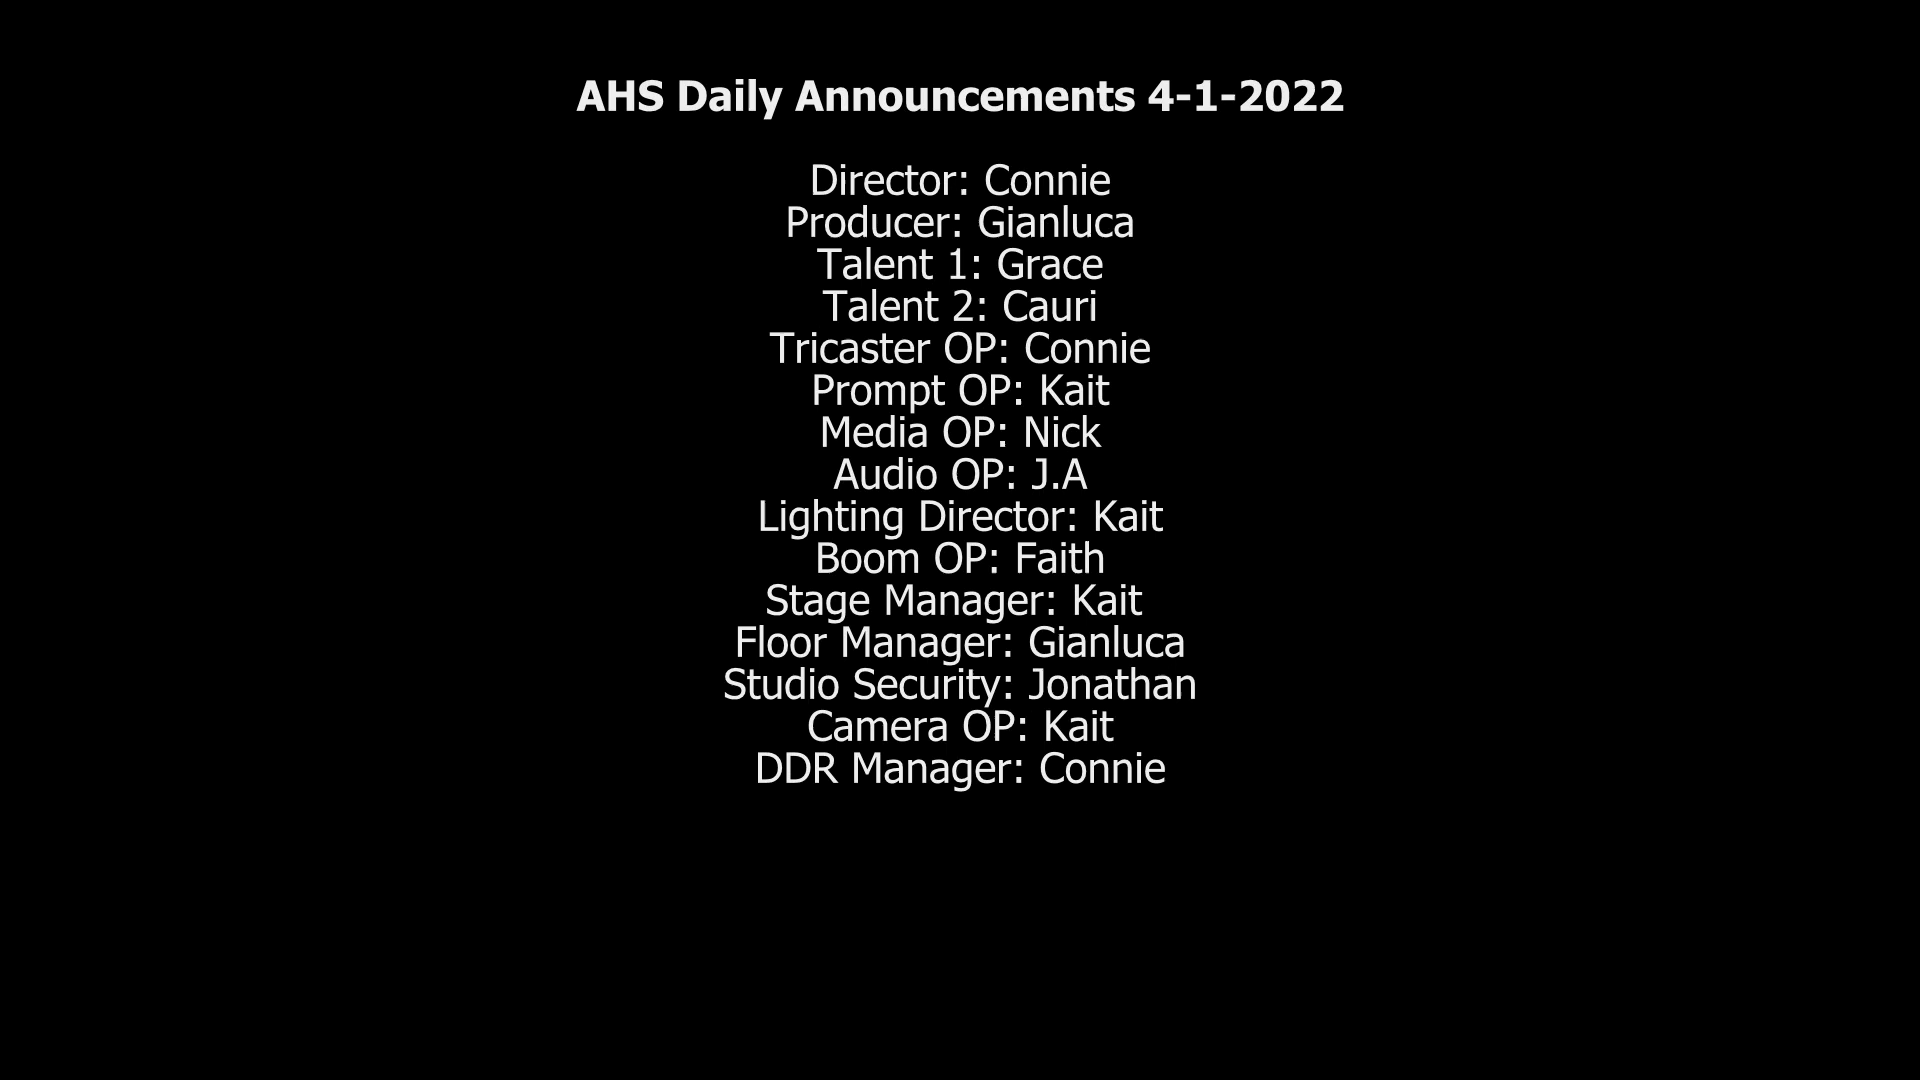 AHS Daily Announcements 4-1-2022
Director: Connie
Producer: Gianluca
Talent 1: Grace
Talent 2: Cauri
Tricaster OP: Connie
Prompt OP: Kait
Media OP: Nick
Audio OP: J.A
Lighting Director: Kait
Boom OP: Faith
Stage Manager: Kait
Floor Manager: Gianluca
Studio Security: Jonathan
Camera OP: Kait
DDR Manager: Connie